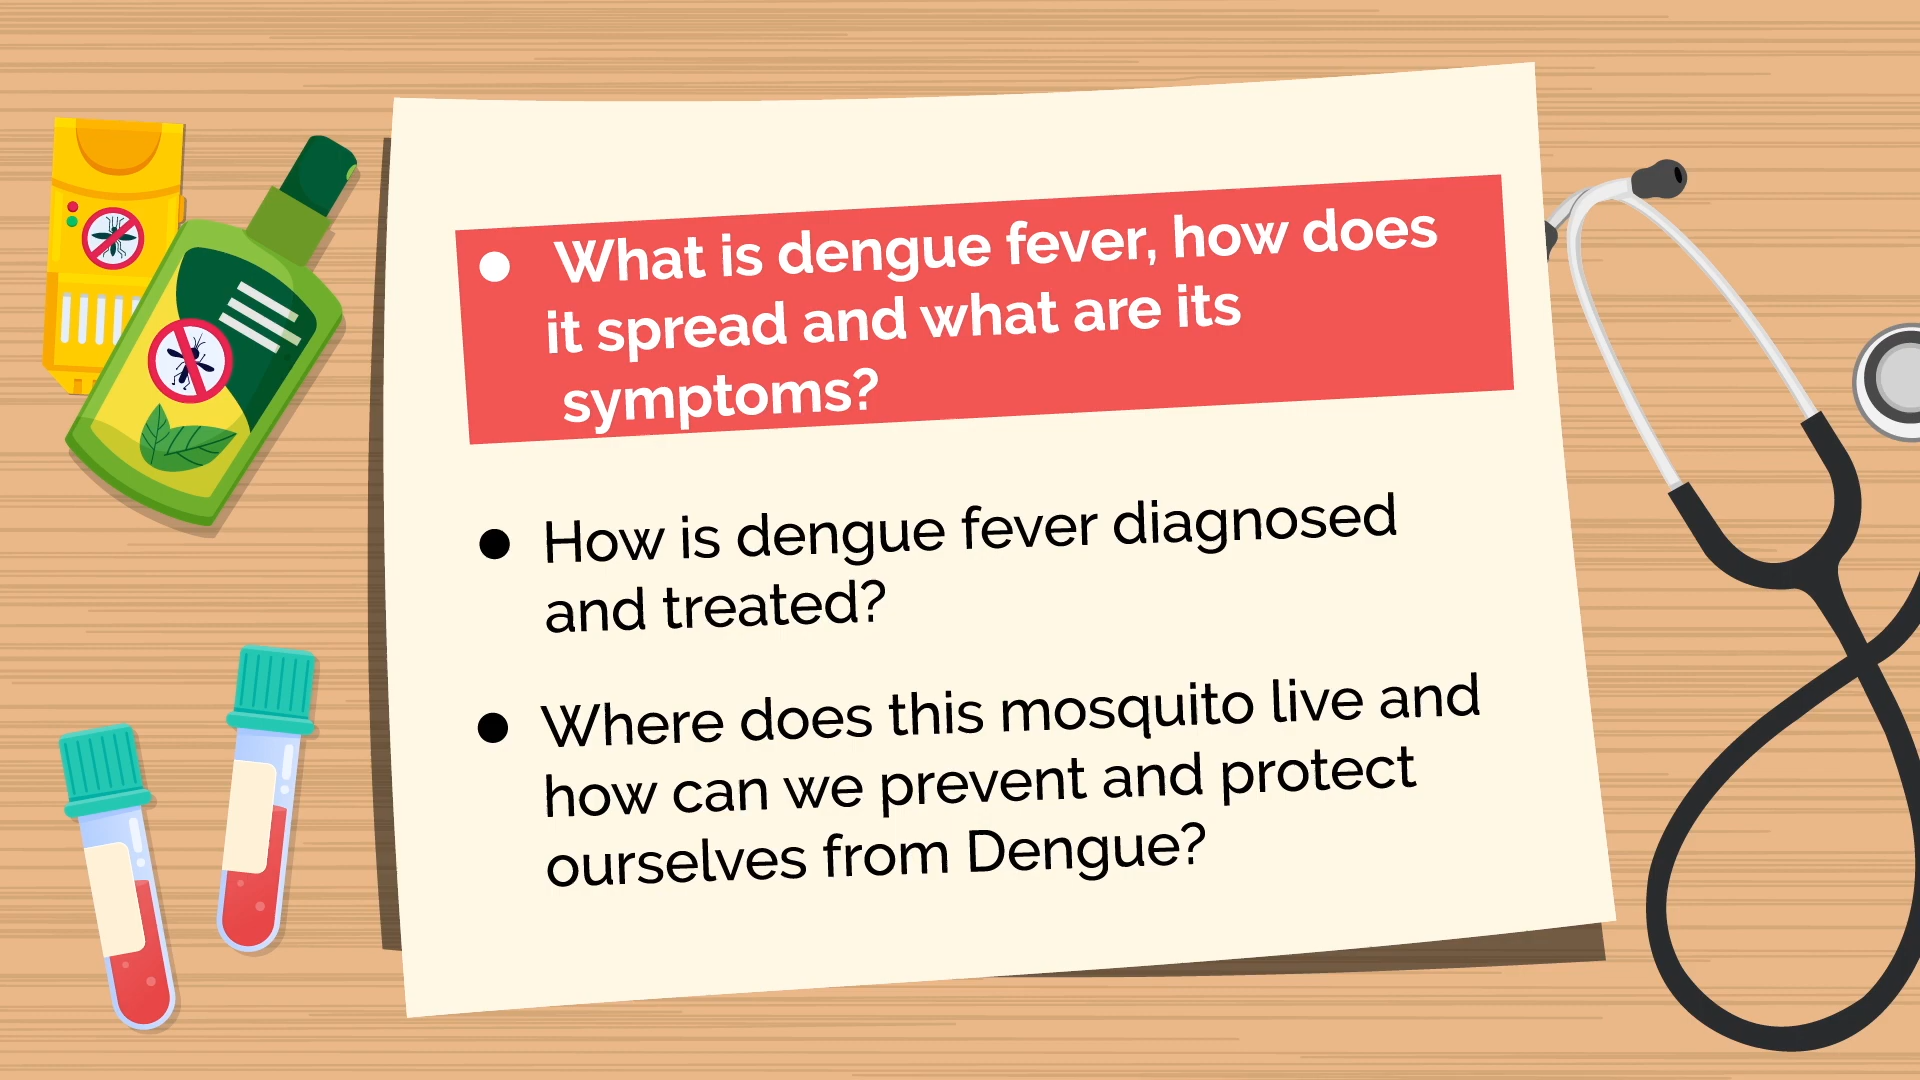 ● What is dengue fever, how does
it spread and what are its
symptoms?
● How is dengue fever diagnosed
and treated?
● Where does this mosquito live and
how can we prevent and protect
ourselves from Dengue?